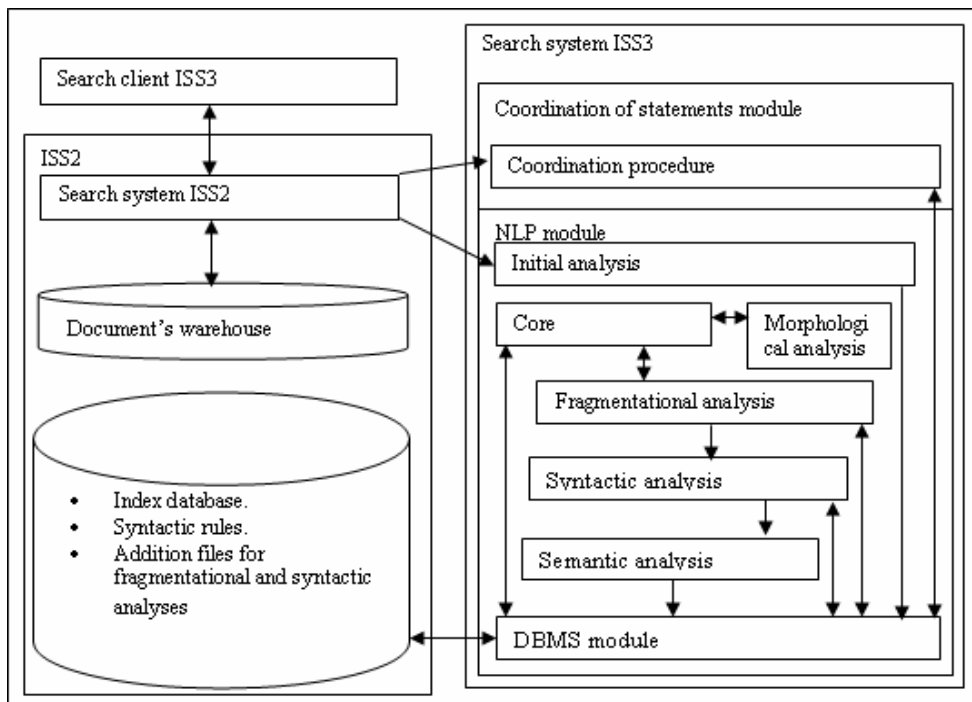 Search client ISS3
ISS2
Search system ISS2
Document's warehouse
• Index database.
• Syntactic rules.
• Addition files for
fragmentational and syntactic
analyses
Search system ISS3
Coordination of statements module
Coordination procedure
NLP module
Initial analysis
Core
Morphologi
cal analysis
Fragmentational analysis
Syntactic analysis
Semantic analysis
DBMS module